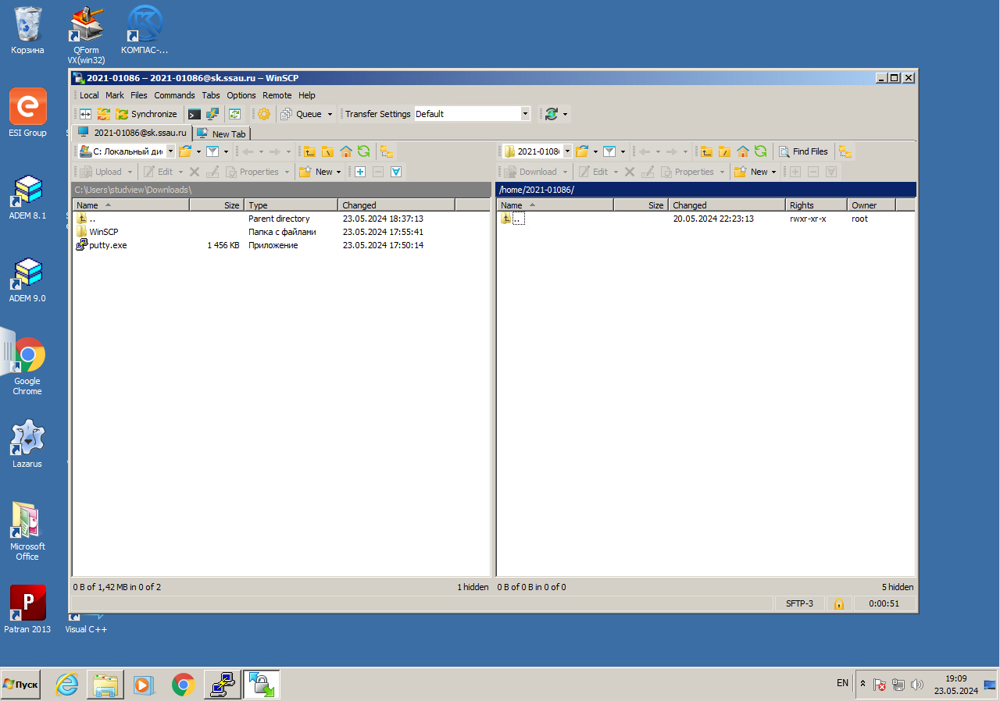 Корзина
QForm VX(win32)
КОМПАС-...
ESI Group
ADEM 8.1
ADEM 9.0
Google Chrome
Lazarus
Microsoft Office
Patran 2013
Visual C++
2021-01086 – 2021-01086@sk.ssau.ru – WinSCP
Local Mark Files Commands Tabs Options Remote Help
Synchronize Queue Transfer Settings Default
2021-01086@sk.ssau.ru New Tab
C: Локальный ди 2021-0108 Find Files
Upload Edit Properties New Download Edit Properties New
C:\Users\studview\Downloads\ /home/2021-01086/
Name Size Type Changed Name Size Changed Rights Owner
.. Parent directory 23.05.2024 18:37:13 .. 20.05.2024 22:23:13 rwxr-xr-x root
WinSCP Папка с файлами 23.05.2024 17:55:41
putty.exe 1 456 KB Приложение 23.05.2024 17:50:14
0 B of 1,42 MB in 0 of 2 1 hidden 0 B of 0 B in 0 of 0 5 hidden
SFTP-3 0:00:51
Пуск EN 19:09
23.05.2024